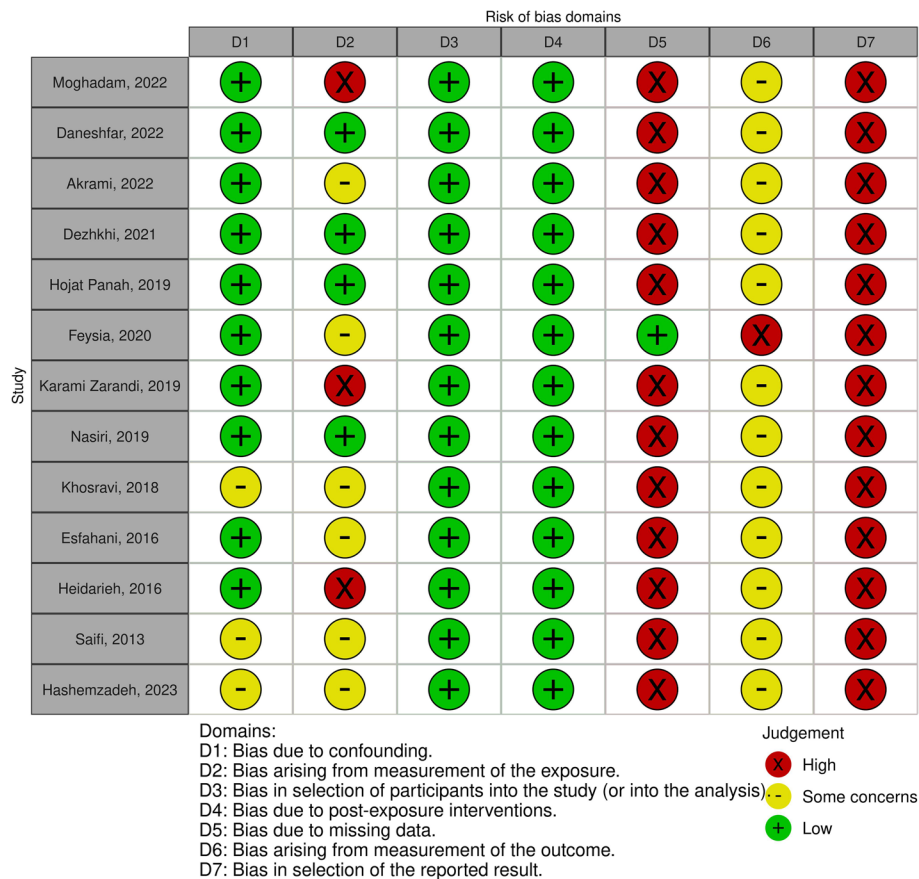 Risk of bias domains
D1 D2 D3 D4 D5 D6 D7
Study
Moghadam, 2022 + X + + X - X
Daneshfar, 2022 + + + + X - X
Akrami, 2022 + - + + X - X
Dezhkhi, 2021 + + + + X - X
Hojat Panah, 2019 + + + + X - X
Feysia, 2020 + - + + + X X
Karami Zarandi, 2019 + X + + X - X
Nasiri, 2019 + + + + X - X
Khosravi, 2018 - - + + X - X
Esfahani, 2016 + - + + X - X
Heidarieh, 2016 + X + + X - X
Saifi, 2013 - - + + X - X
Hashemzadeh, 2023 - - + + X - X
Domains:
D1: Bias due to confounding.
D2: Bias arising from measurement of the exposure.
D3: Bias in selection of participants into the study (or into the analysis).
D4: Bias due to post-exposure interventions.
D5: Bias due to missing data.
D6: Bias arising from measurement of the outcome.
D7: Bias in selection of the reported result.
Judgement
X High
- Some concerns
+ Low